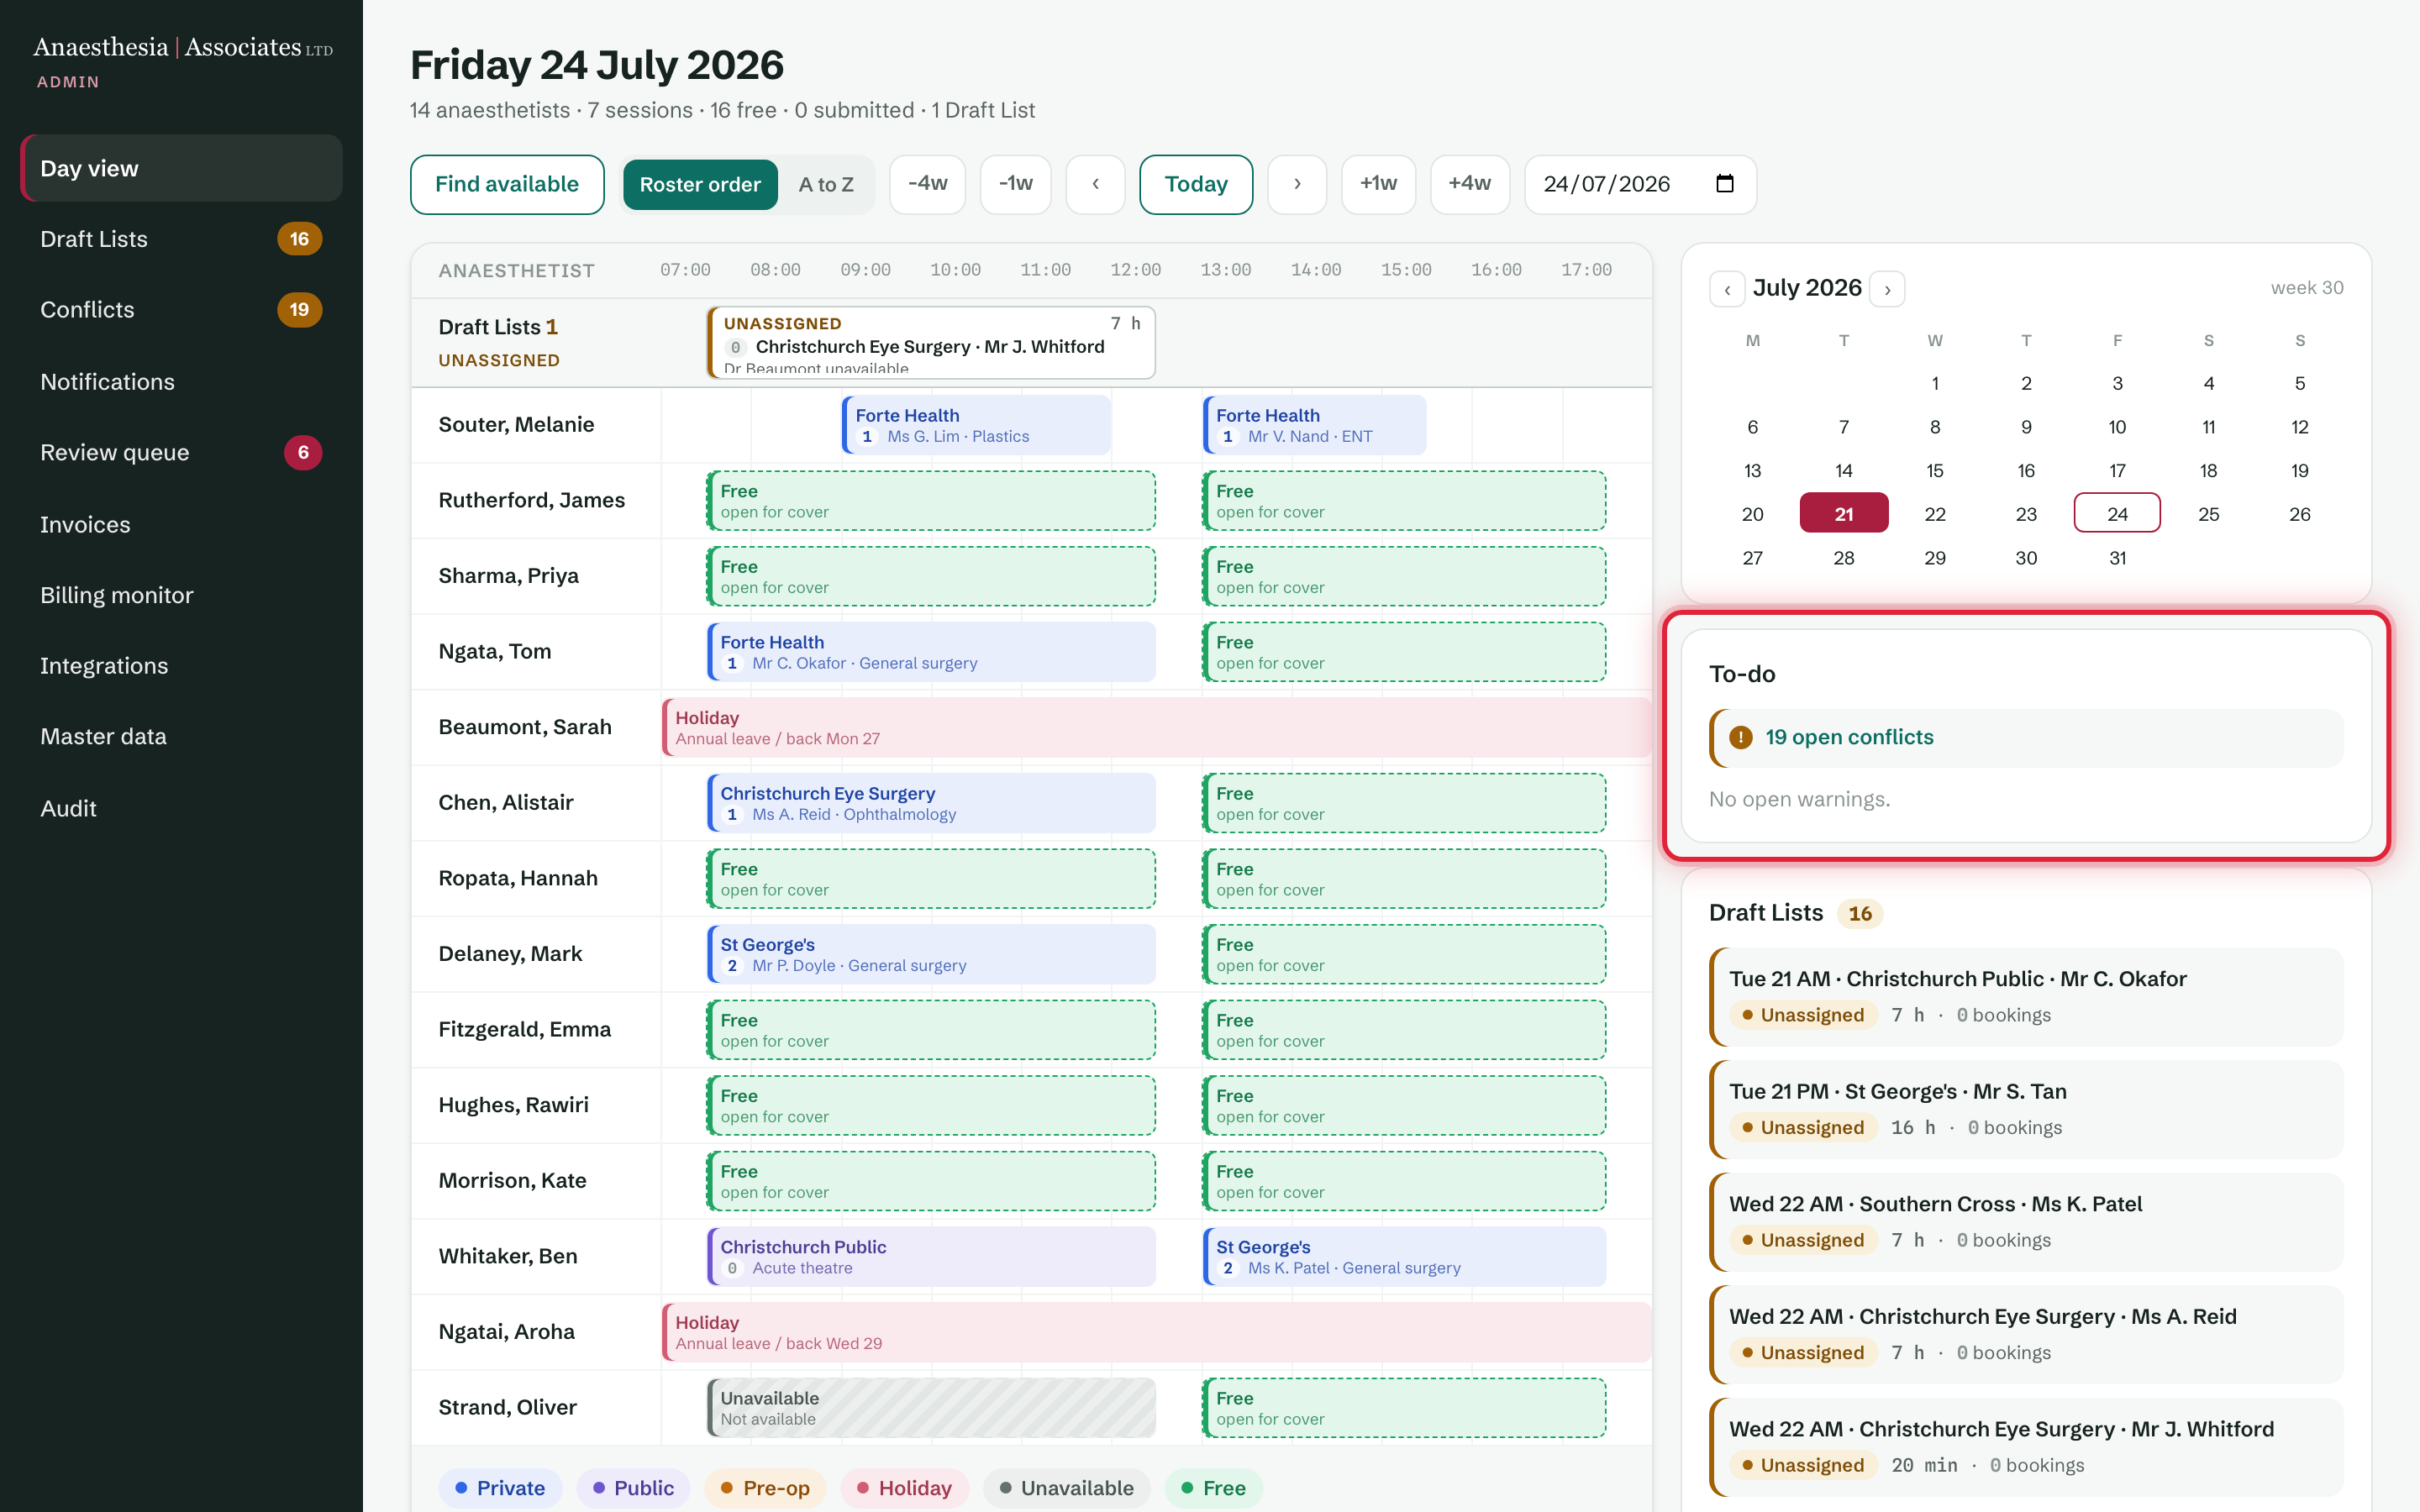 Anaesthesia | Associates LTD
ADMIN
Day view
Draft Lists 16
Conflicts 19
Notifications
Review queue 6
Invoices
Billing monitor
Integrations
Master data
Audit
Friday 24 July 2026
14 anaesthetists · 7 sessions · 16 free · 0 submitted · 1 Draft List
Find available
Roster order
A to Z
-4w
-1w
‹
Today
›
+1w
+4w
24/07/2026
ANAESTHETIST 07:00 08:00 09:00 10:00 11:00 12:00 13:00 14:00 15:00 16:00 17:00
Draft Lists 1
UNASSIGNED
UNASSIGNED 7 h
0 Christchurch Eye Surgery · Mr J. Whitford
Dr Beaumont unavailable
Souter, Melanie
Forte Health
1 Ms G. Lim · Plastics
Forte Health
1 Mr V. Nand · ENT
Rutherford, James
Free
open for cover
Free
open for cover
Sharma, Priya
Free
open for cover
Free
open for cover
Ngata, Tom
Forte Health
1 Mr C. Okafor · General surgery
Free
open for cover
Beaumont, Sarah
Holiday
Annual leave / back Mon 27
Chen, Alistair
Christchurch Eye Surgery
1 Ms A. Reid · Ophthalmology
Free
open for cover
Ropata, Hannah
Free
open for cover
Free
open for cover
Delaney, Mark
St George's
2 Mr P. Doyle · General surgery
Free
open for cover
Fitzgerald, Emma
Free
open for cover
Free
open for cover
Hughes, Rawiri
Free
open for cover
Free
open for cover
Morrison, Kate
Free
open for cover
Free
open for cover
Whitaker, Ben
Christchurch Public
0 Acute theatre
St George's
2 Ms K. Patel · General surgery
Ngatai, Aroha
Holiday
Annual leave / back Wed 29
Strand, Oliver
Unavailable
Not available
Free
open for cover
Private
Public
Pre-op
Holiday
Unavailable
Free
‹ July 2026 › week 30
M T W T F S S
1 2 3 4 5
6 7 8 9 10 11 12
13 14 15 16 17 18 19
20 21 22 23 24 25 26
27 28 29 30 31
To-do
! 19 open conflicts
No open warnings.
Draft Lists 16
Tue 21 AM · Christchurch Public · Mr C. Okafor
Unassigned 7 h · 0 bookings
Tue 21 PM · St George's · Mr S. Tan
Unassigned 16 h · 0 bookings
Wed 22 AM · Southern Cross · Ms K. Patel
Unassigned 7 h · 0 bookings
Wed 22 AM · Christchurch Eye Surgery · Ms A. Reid
Unassigned 7 h · 0 bookings
Wed 22 AM · Christchurch Eye Surgery · Mr J. Whitford
Unassigned 20 min · 0 bookings